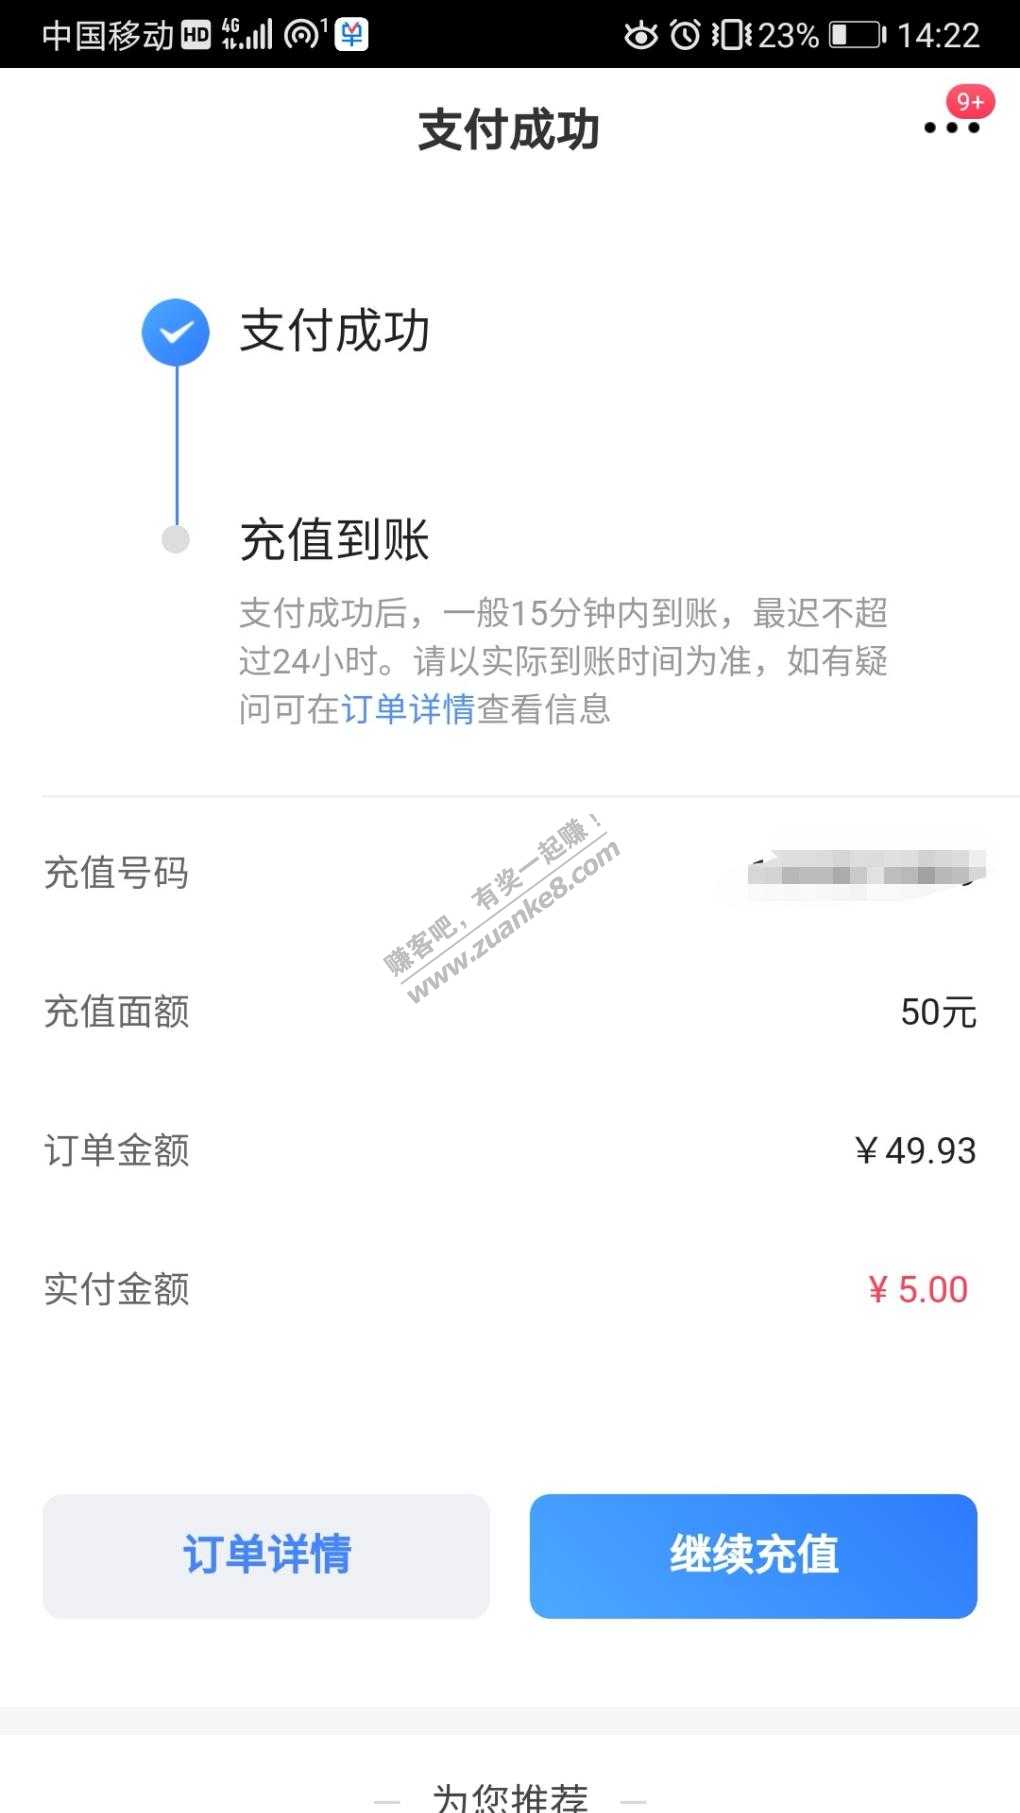 中国移动 HD 4G 1 23% 14:22
支付成功
9+
支付成功
充值到账
支付成功后，一般15分钟内到账，最迟不超
过24小时。请以实际到账时间为准，如有疑
问可在订单详情查看信息
赚客吧，有奖一起赚！
www.zuanke8.com
充值号码
充值面额 50元
订单金额 ￥49.93
实付金额 ¥ 5.00
订单详情 继续充值
为您推荐